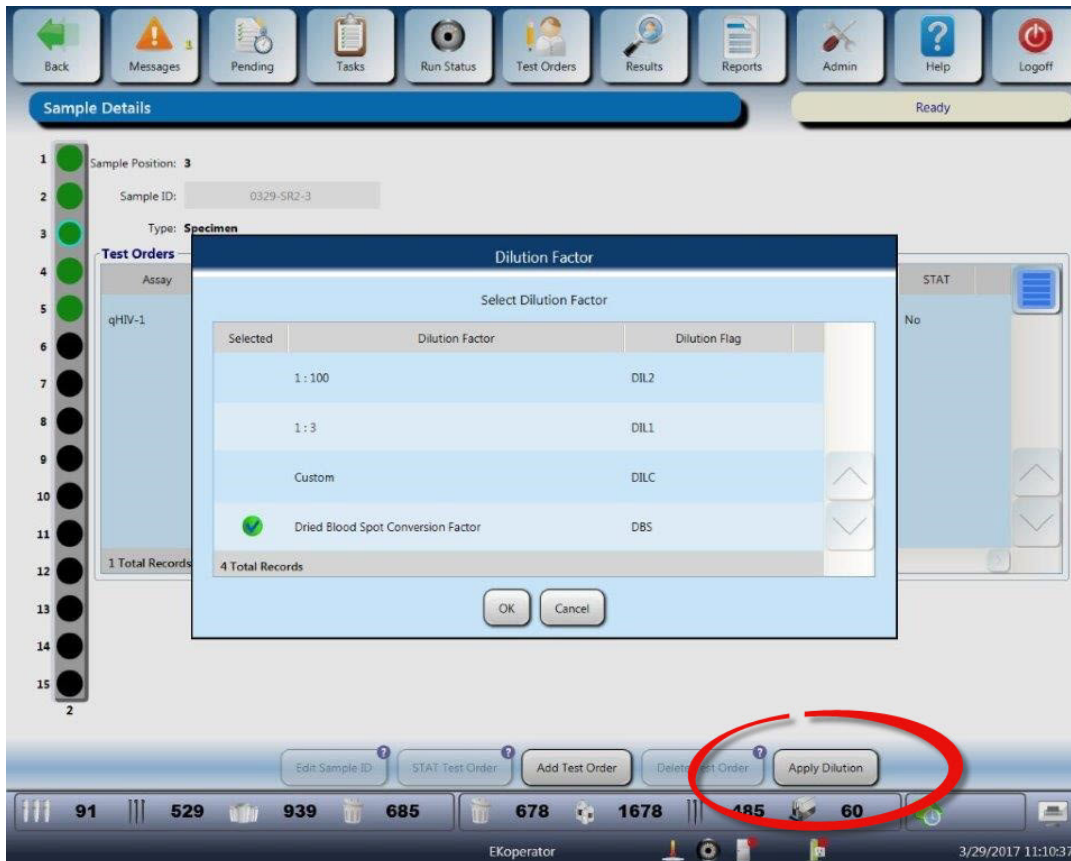 Back
Messages
3
Pending
Tasks
Run Status
Test Orders
Results
Reports
Admin
Help
Logoff
Sample Details
Ready
1
2
3
4
5
6
7
8
9
10
11
12
13
14
15
2
Sample Position: 3
Sample ID: 0329-SR2-3
Type: Specimen
Test Orders
Assay
STAT
qHIV-1
No
1 Total Records
Dilution Factor
Select Dilution Factor
Selected Dilution Factor Dilution Flag
1 : 100 DIL2
1 : 3 DIL1
Custom DILC
Dried Blood Spot Conversion Factor DBS
4 Total Records
OK Cancel
Edit Sample ID ? STAT Test Order ? Add Test Order Delete Test Order ? Apply Dilution
91 529 939 685 678 1678 485 60
EKoperator 3/29/2017 11:10:37